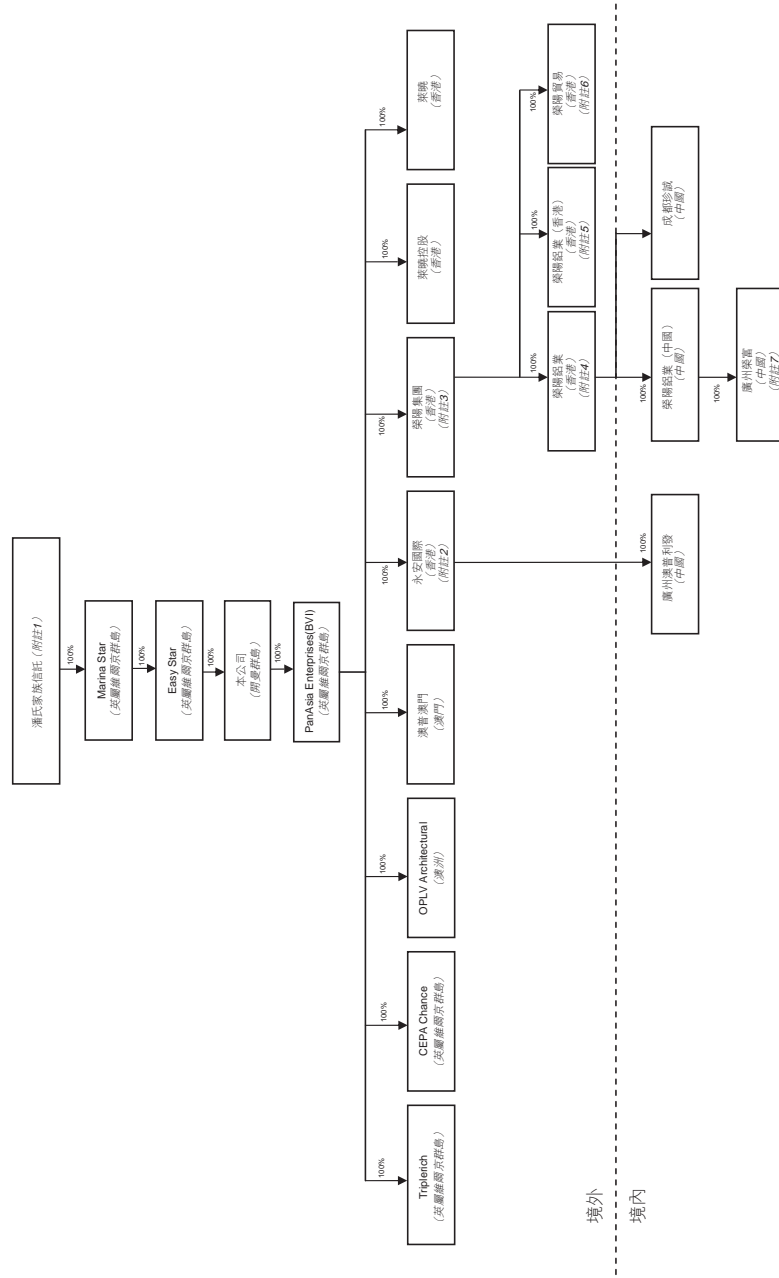 潘氏家族信託（附註1）
100%
Marina Star
（英屬維爾京群島）
100%
Easy Star
（英屬維爾京群島）
100%
本公司
（開曼群島）
100%
PanAsia Enterprises(BVI)
（英屬維爾京群島）
100%
100%
100%
100%
100%
100%
100%
100%
Triplerich
（英屬維爾京群島）
CEPA Chance
（英屬維爾京群島）
OPLV Architectural
（澳洲）
澳普澳門
（澳門）
永安國際
（香港）
（附註2）
榮陽集團
（香港）
（附註3）
萊曉控股
（香港）
萊曉
（香港）
100%
100%
100%
榮陽鋁業
（香港）
（附註4）
榮陽鋁業（香港）
（香港）
（附註5）
榮陽貿易
（香港）
（附註6）
境外
境內
100%
100%
廣州澳普利發
（中國）
榮陽鋁業（中國）
（中國）
成都珍誠
（中國）
100%
廣州榮富
（中國）
（附註7）